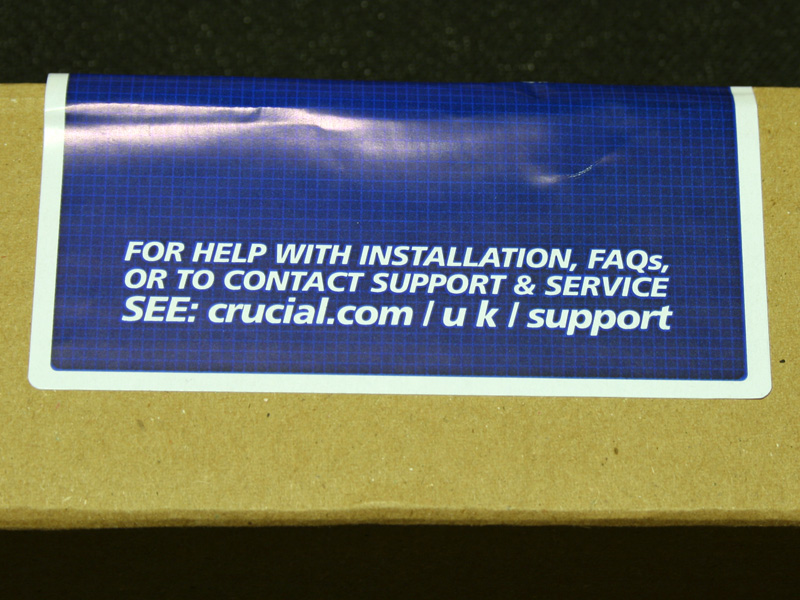 FOR HELP WITH INSTALLATION, FAQs,
OR TO CONTACT SUPPORT & SERVICE
SEE: crucial.com / u k / support